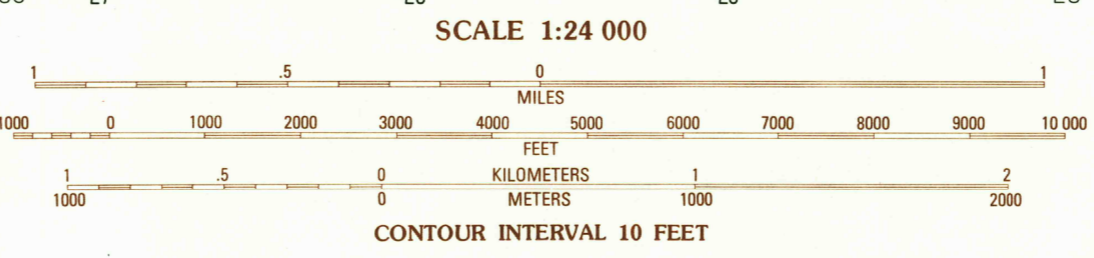 SCALE 1:24 000
1 .5 0 1
MILES
1000 0 1000 2000 3000 4000 5000 6000 7000 8000 9000 10 000
FEET
1 .5 0 KILOMETERS 1 2
1000 0 METERS 1000 2000
CONTOUR INTERVAL 10 FEET